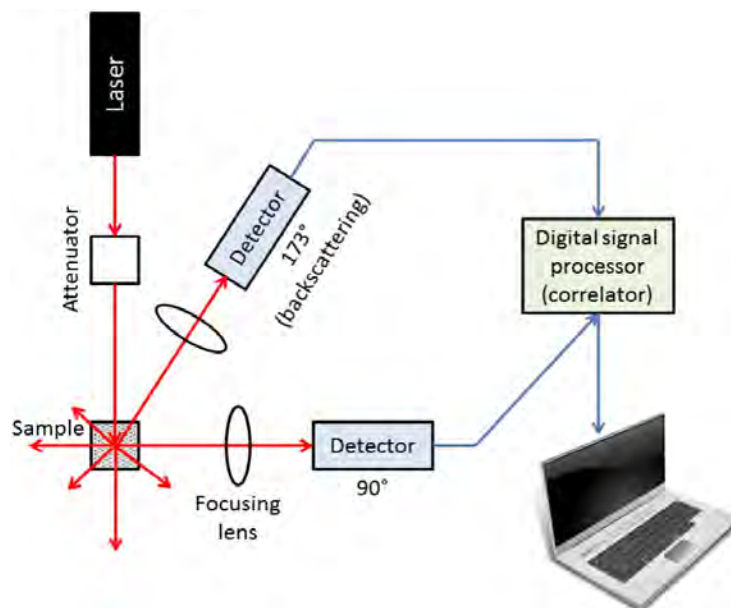 Laser
Attenuator
Detector
173°
(backscattering)
Digital signal
processor
(correlator)
Sample
Detector
90°
Focusing
lens